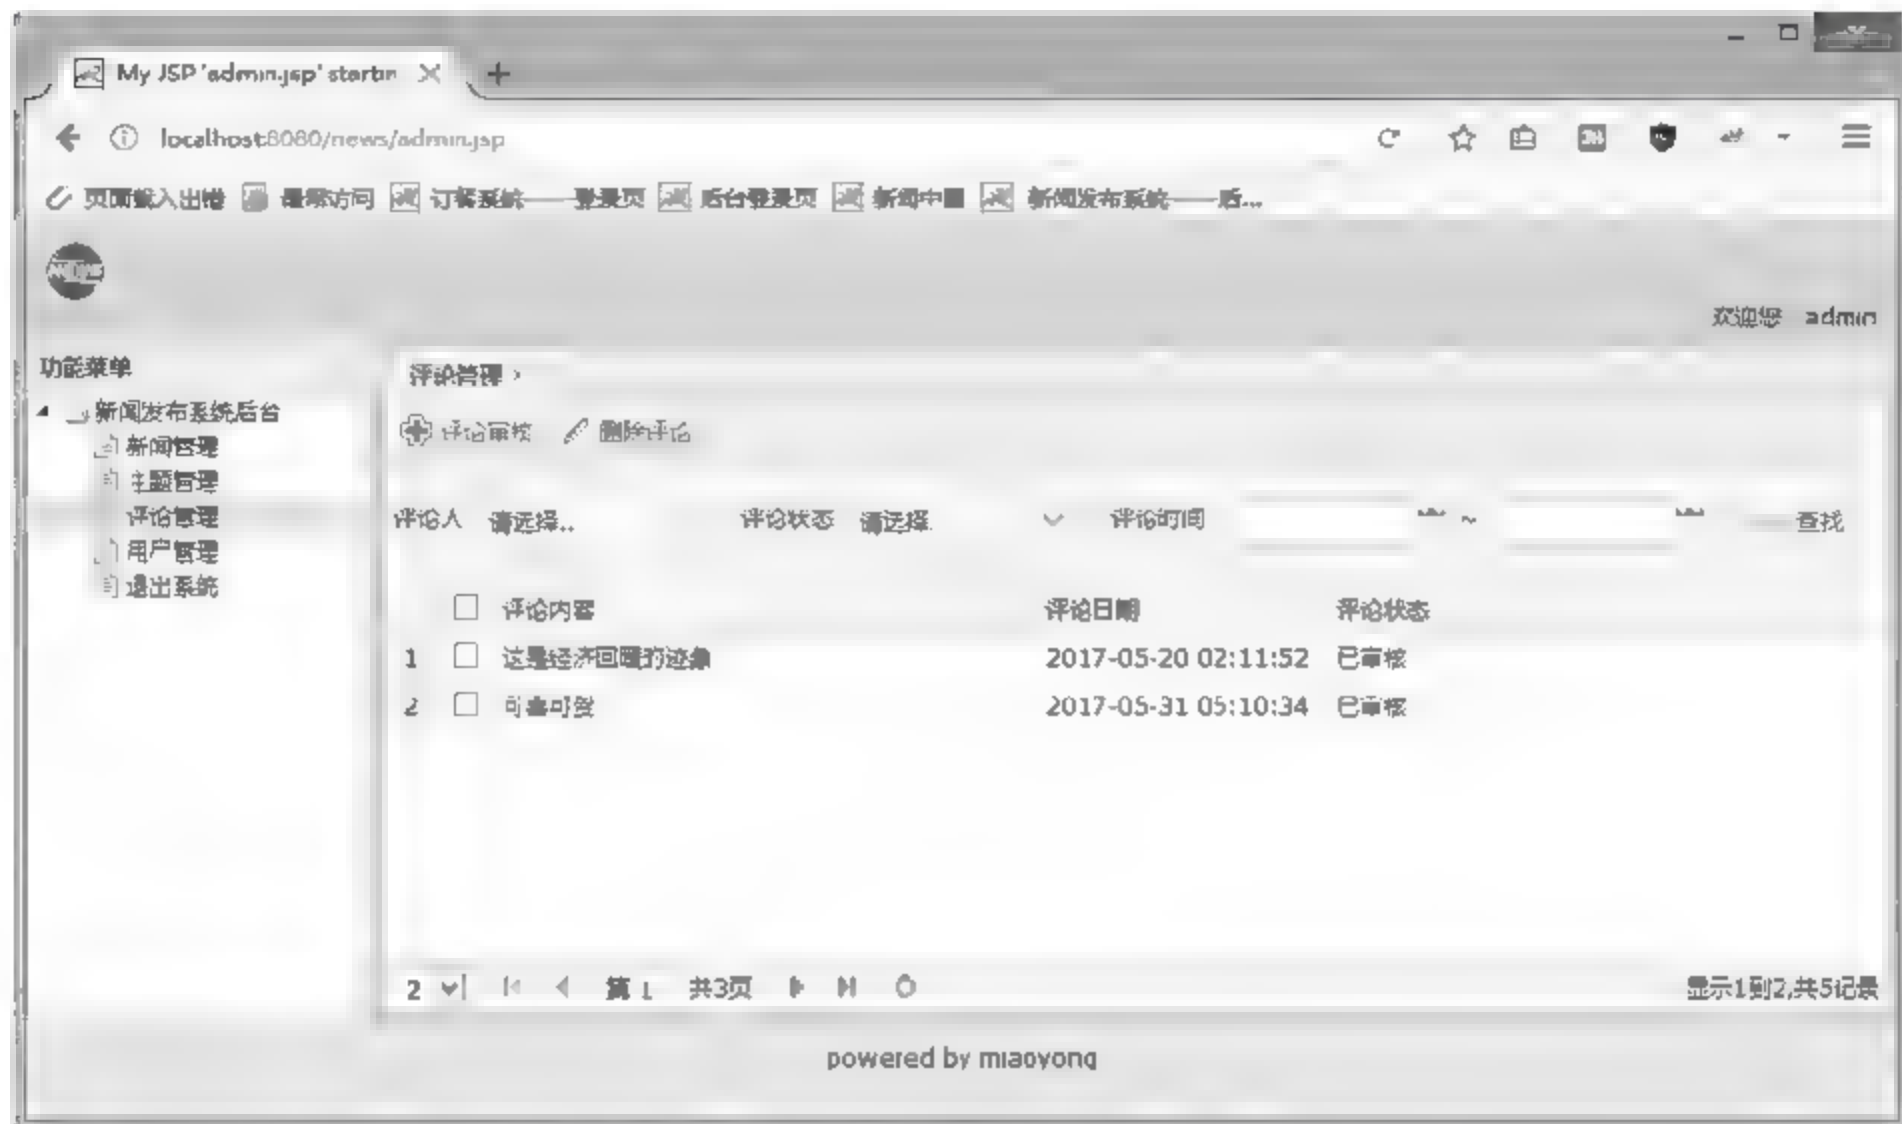 My JSP 'admin.jsp' startin
localhost:8080/news/admin.jsp
页面载入出错 最常访问 订餐系统——登录页 后台登录页 新闻中国 新闻发布系统——后...
欢迎您 admin
功能菜单
新闻发布系统后台
新闻管理
主题管理
评论管理
用户管理
退出系统
评论管理
评论审核 删除评论
评论人 请选择.. 评论状态 请选择. 评论时间 ~ 查找
评论内容 评论日期 评论状态
1 这是经济回暖的迹象 2017-05-20 02:11:52 已审核
2 可喜可贺 2017-05-31 05:10:34 已审核
2 第 1 共3页 显示1到2,共5记录
powered by miaoyong